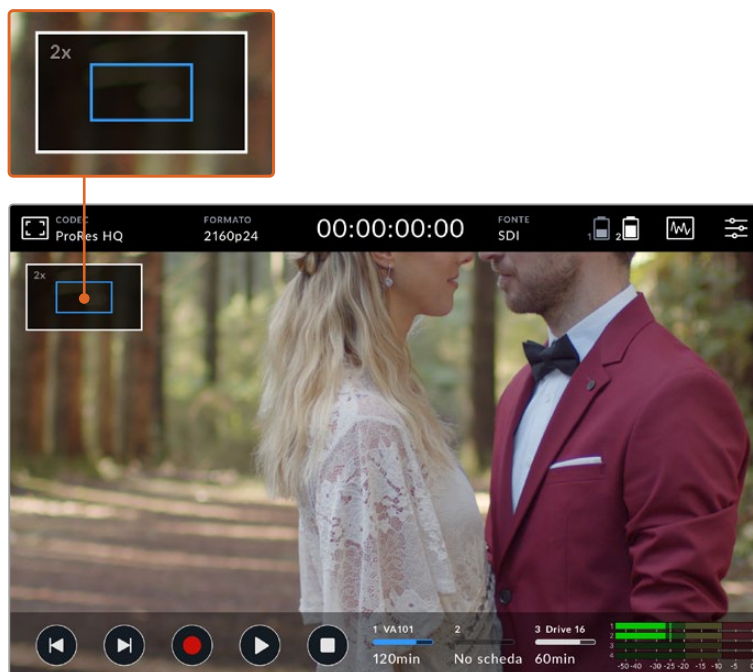 2x
CODEC FORMATO 00:00:00:00 FONTE
ProRes HQ 2160p24 SDI 1 2
2x
1 VA101 2 3 Drive 16
120min No scheda 60min
1
2
3
4
-50 -40 -30 -25 -20 -15 -10 -5